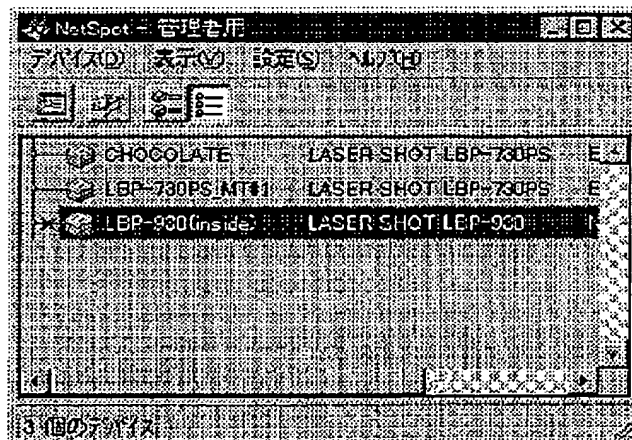 NetSpot - 管理者用
デバイス(D) 表示(V) 設定(S) ヘルプ(H)
CHOCOLATE LASER SHOT LBP-730PS E
LBP-730PS_MT#1 LASER SHOT LBP-730PS E
LBP-930(inside) LASER SHOT LBP-930
3 個のデバイス